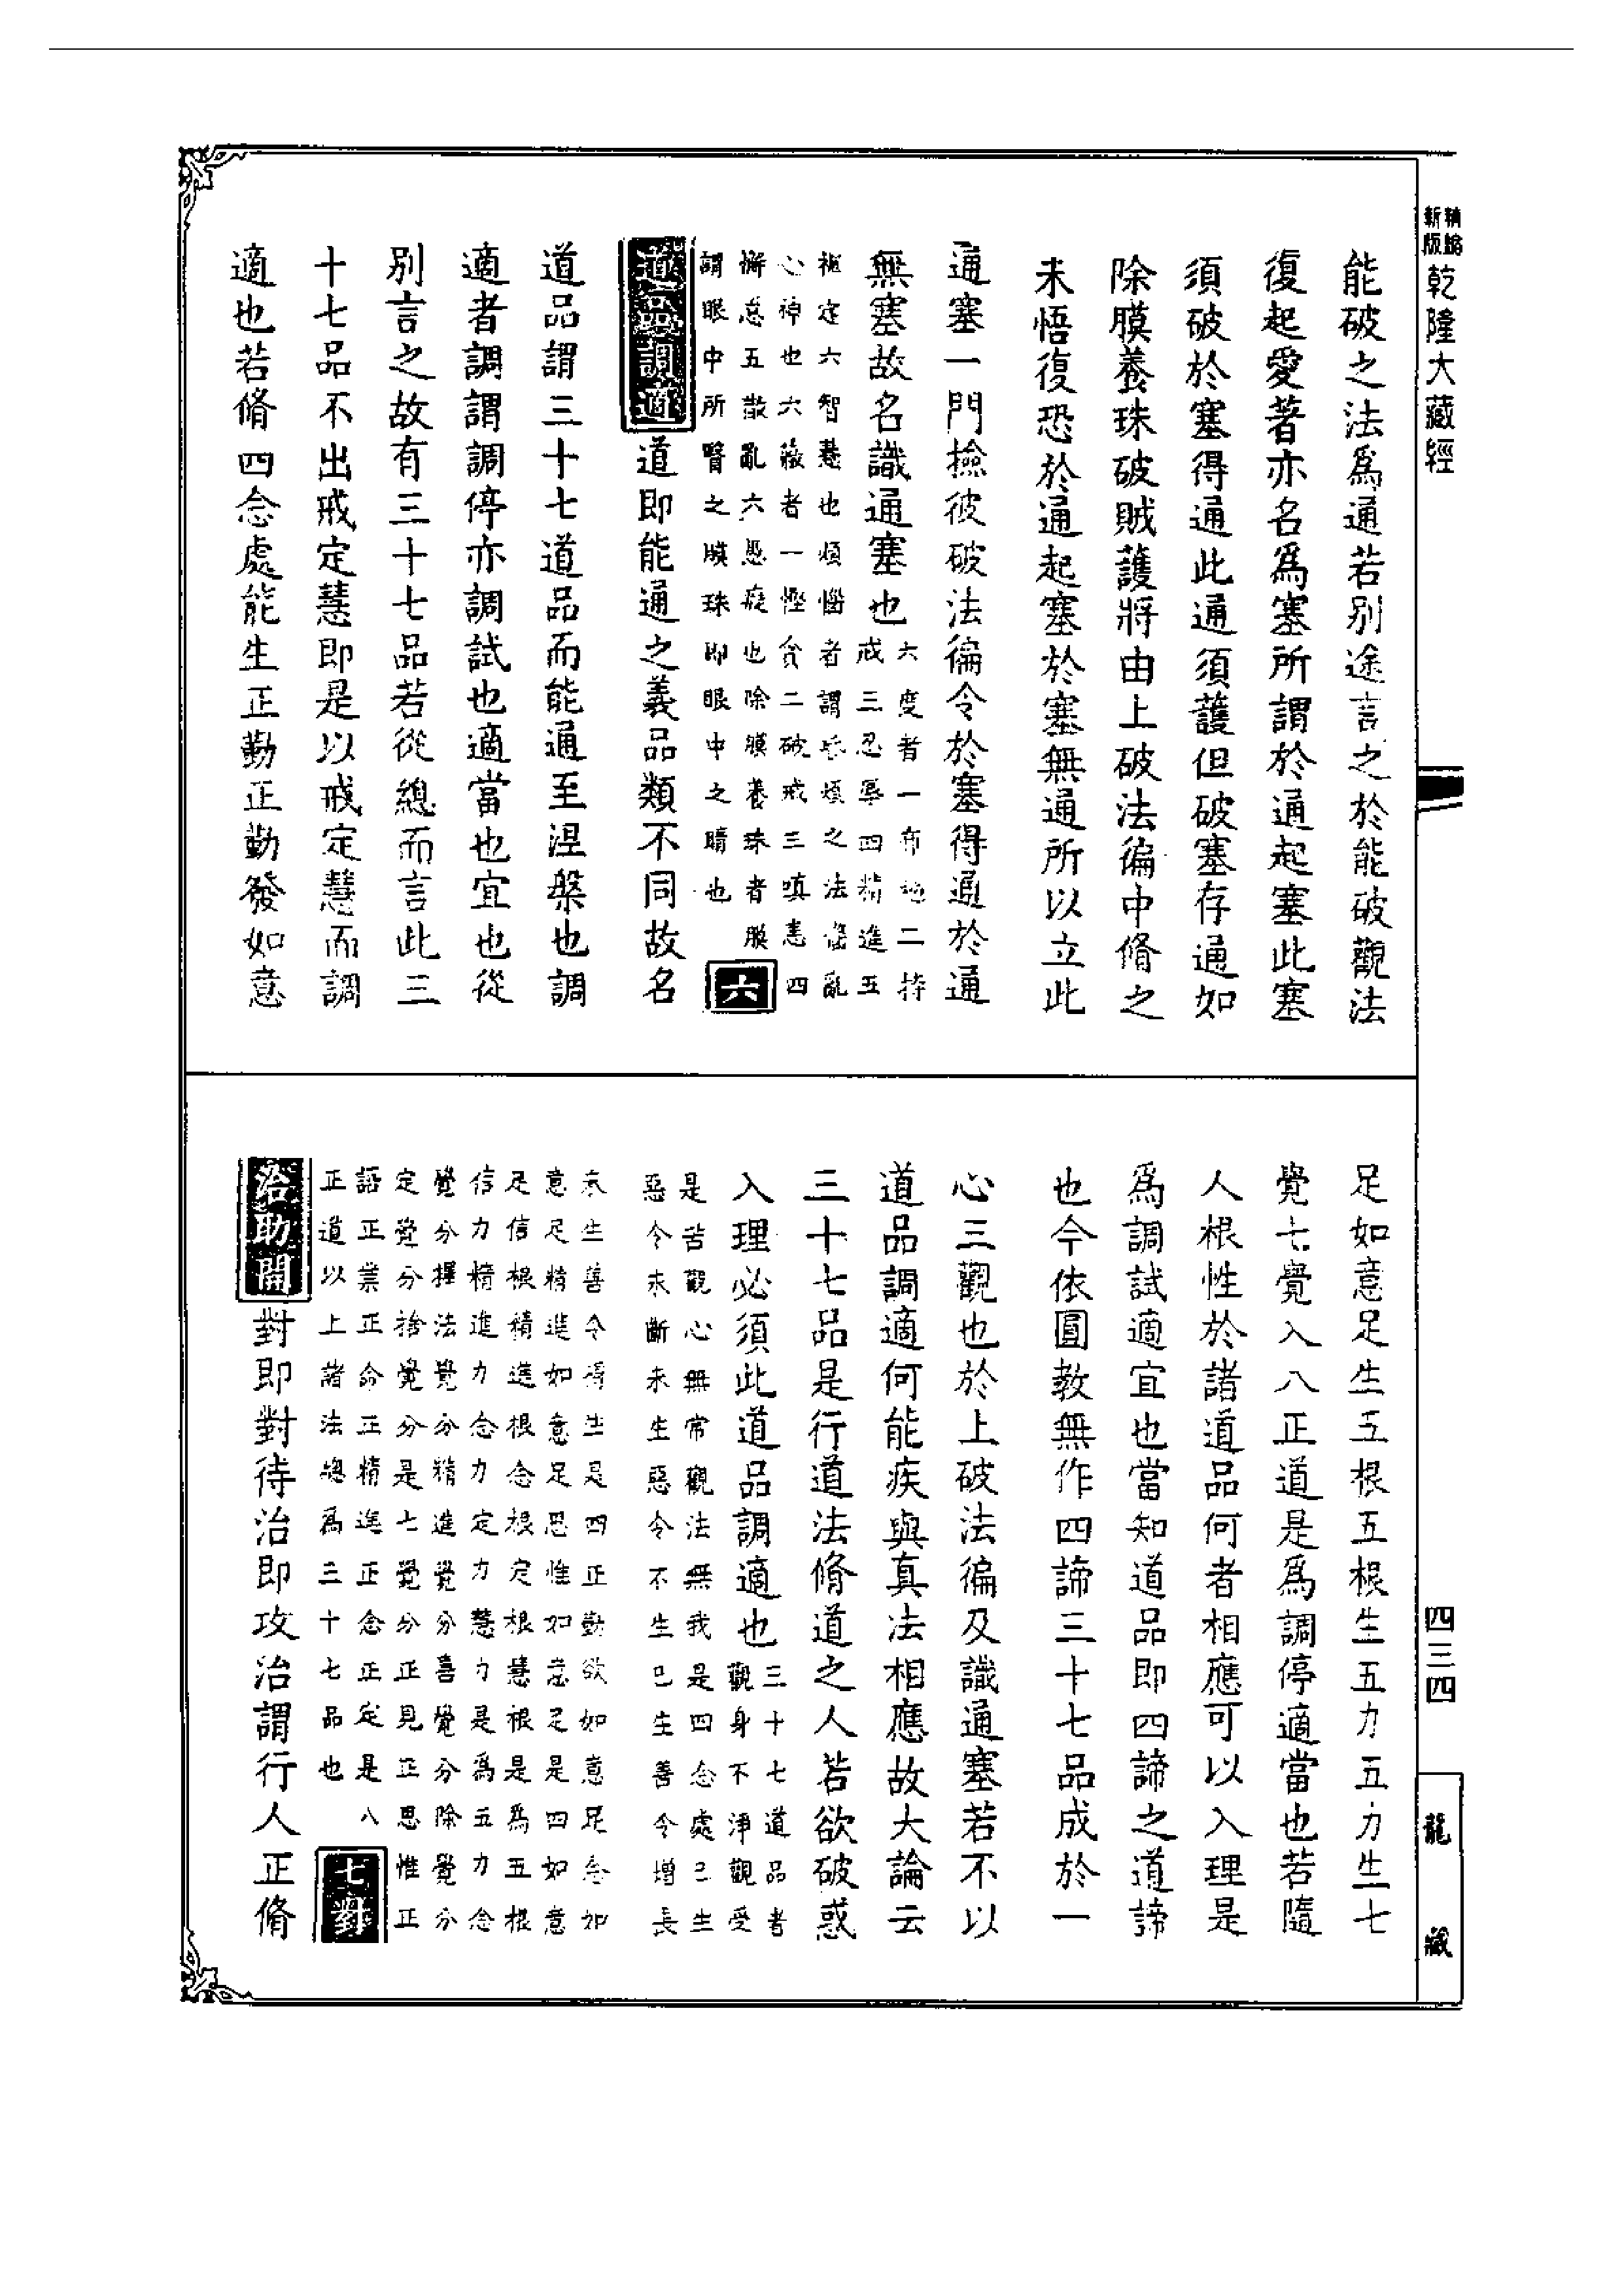 新版
精縮
乾隆大藏經
能破之法爲通若別途言之於能破觀法
復起愛著亦名爲塞所謂於通起塞此塞
須破於塞得通此通須護但破塞存通如
除膜養珠破賊護將由上破法徧中脩之
未悟復恐於通起塞於塞無通所以立此
通塞一門撿彼破法徧令於塞得通於通
無塞故名識通塞也
六度者一布施二持
戒三忍辱四精進五
禪定六智慧也煩惱者謂昏煩之法惱亂
心神也六蔽者一慳貪二破戒三嗔恚四
懈怠五散亂六愚癡也除膜養珠者膜
謂眼中所翳之膜珠即眼中之睛也
六
道品調適
道即能通之義品類不同故名
道品謂三十七道品而能通至涅槃也調
適者調謂調停亦調試也適當也宜也從
別言之故有三十七品若從總而言此三
十七品不出戒定慧即是以戒定慧而調
適也若脩四念處能生正勤正勤發如意
足如意足生五根五根生五力五力生七
覺七覺入八正道是爲調停適當也若隨
人根性於諸道品何者相應可以入理是
爲調試適宜也當知道品即四諦之道諦
也今依圓教無作四諦三十七品成於一
心三觀也於上破法徧及識通塞若不以
道品調適何能疾與真法相應故大論云
三十七品是行道法脩道之人若欲破惑
入理必須此道品調適也
三十七道品者
觀身不淨觀受
是苦觀心無常觀法無我是四念處已生
惡令未斷未生惡令不生已生善令增長
未生善令得生是四正勤欲如意足念如
意足精進如意足思惟如意足是四如意
足信根精進根念根定根慧根是爲五根
信力精進力念力定力慧力是爲五力念
覺分擇法覺分精進覺分喜覺分除覺分
定覺分捨覺分是七覺分正見正思惟正
語正業正命正精進正念正定是八
正道以上諸法總爲三十七品也
七對
治助開
對即對待治即攻治謂行人正脩
四三四
龍藏